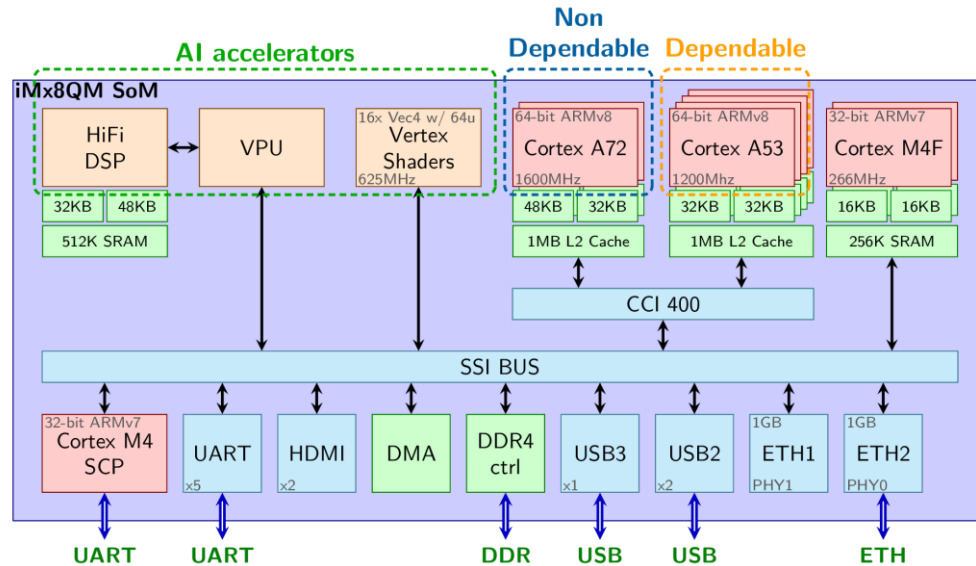 Non
Dependable
AI accelerators
Dependable
iMx8QM SoM
HiFi
DSP
VPU
16x Vec4 w/ 64u
Vertex
Shaders
625MHz
64-bit ARMv8
Cortex A72
1600MHz
64-bit ARMv8
Cortex A53
1200Mhz
32-bit ARMv7
Cortex M4F
266MHz
32KB
48KB
48KB
32KB
32KB
32KB
16KB
16KB
512K SRAM
1MB L2 Cache
1MB L2 Cache
256K SRAM
CCI 400
SSI BUS
32-bit ARMv7
Cortex M4
SCP
UART
x5
HDMI
x2
DMA
DDR4
ctrl
USB3
x1
USB2
x2
1GB
ETH1
PHY1
1GB
ETH2
PHY0
UART
UART
DDR
USB
USB
ETH